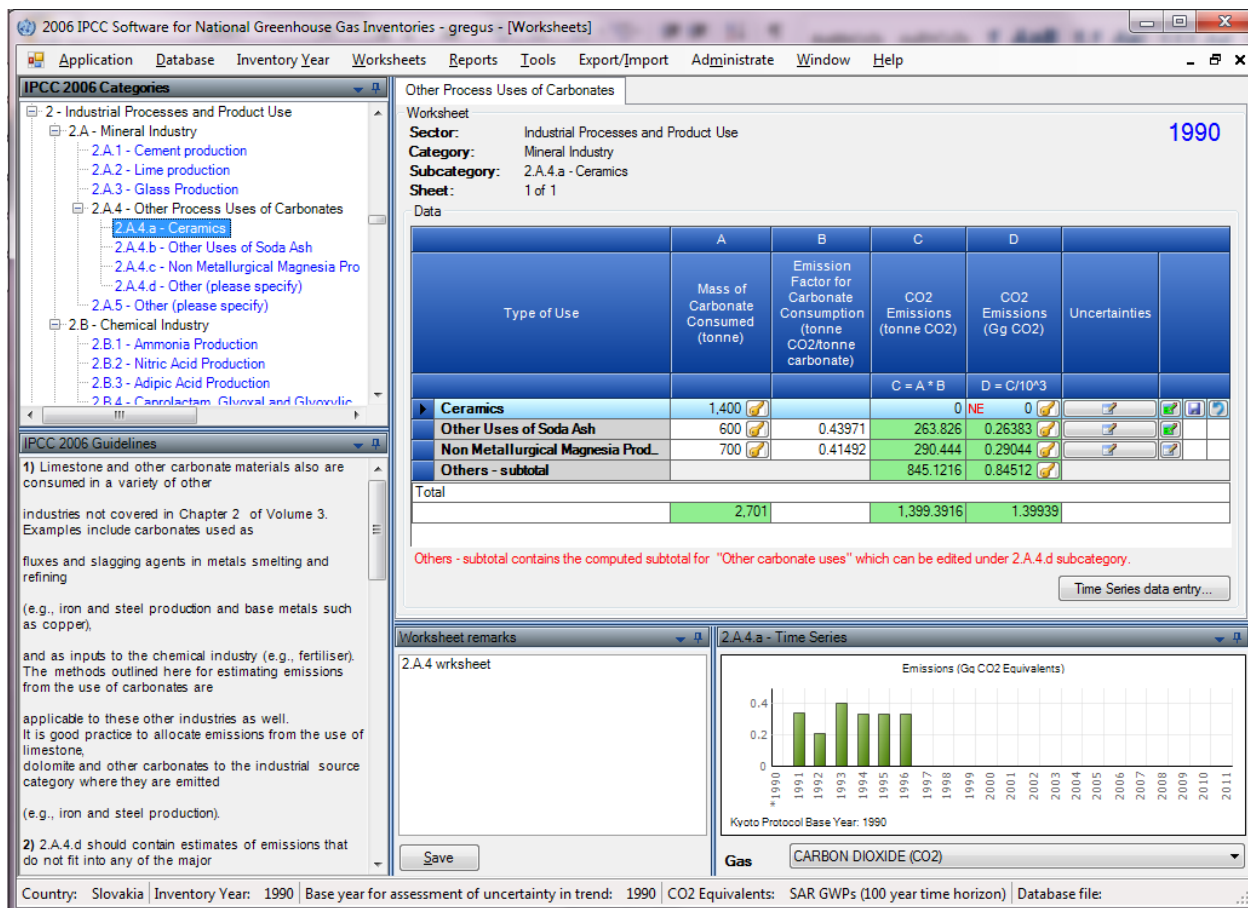 2006 IPCC Software for National Greenhouse Gas Inventories - gregus - [Worksheets]
Application Database Inventory Year Worksheets Reports Tools Export/Import Administrate Window Help
IPCC 2006 Categories
2 - Industrial Processes and Product Use
2.A - Mineral Industry
2.A.1 - Cement production
2.A.2 - Lime production
2.A.3 - Glass Production
2.A.4 - Other Process Uses of Carbonates
2.A.4.a - Ceramics
2.A.4.b - Other Uses of Soda Ash
2.A.4.c - Non Metallurgical Magnesia Pro
2.A.4.d - Other (please specify)
2.A.5 - Other (please specify)
2.B - Chemical Industry
2.B.1 - Ammonia Production
2.B.2 - Nitric Acid Production
2.B.3 - Adipic Acid Production
2.B.4 - Caprolactam, Glyoxal and Glyoxylic
IPCC 2006 Guidelines
1) Limestone and other carbonate materials also are
consumed in a variety of other
industries not covered in Chapter 2 of Volume 3.
Examples include carbonates used as
fluxes and slagging agents in metals smelting and
refining
(e.g., iron and steel production and base metals such
as copper),
and as inputs to the chemical industry (e.g., fertiliser).
The methods outlined here for estimating emissions
from the use of carbonates are
applicable to these other industries as well.
It is good practice to allocate emissions from the use of
limestone,
dolomite and other carbonates to the industrial source
category where they are emitted
(e.g., iron and steel production).
2) 2.A.4.d should contain estimates of emissions that
do not fit into any of the major
Other Process Uses of Carbonates
Worksheet
Sector: Industrial Processes and Product Use
1990
Category: Mineral Industry
Subcategory: 2.A.4.a - Ceramics
Sheet: 1 of 1
Data
A B C D
Type of Use
Mass of
Carbonate
Consumed
(tonne)
Emission
Factor for
Carbonate
Consumption
(tonne
CO2/tonne
carbonate)
CO2
Emissions
(tonne CO2)
CO2
Emissions
(Gg CO2)
Uncertainties
C = A * B D = C/10^3
Ceramics 1,400 0 NE 0
Other Uses of Soda Ash 600 0.43971 263.826 0.26383
Non Metallurgical Magnesia Prod... 700 0.41492 290.444 0.29044
Others - subtotal 845.1216 0.84512
Total
2,701 1,399.3916 1.39939
Others - subtotal contains the computed subtotal for "Other carbonate uses" which can be edited under 2.A.4.d subcategory.
Time Series data entry...
Worksheet remarks
2.A.4 wrksheet
Save
2.A.4.a - Time Series
Emissions (Gg CO2 Equivalents)
0.4
0.2
0
*1990 1991 1992 1993 1994 1995 1996 1997 1998 1999 2000 2001 2002 2003 2004 2005 2006 2007 2008 2009 2010 2011
Kyoto Protocol Base Year: 1990
Gas CARBON DIOXIDE (CO2)
Country: Slovakia Inventory Year: 1990 Base year for assessment of uncertainty in trend: 1990 CO2 Equivalents: SAR GWPs (100 year time horizon) Database file: